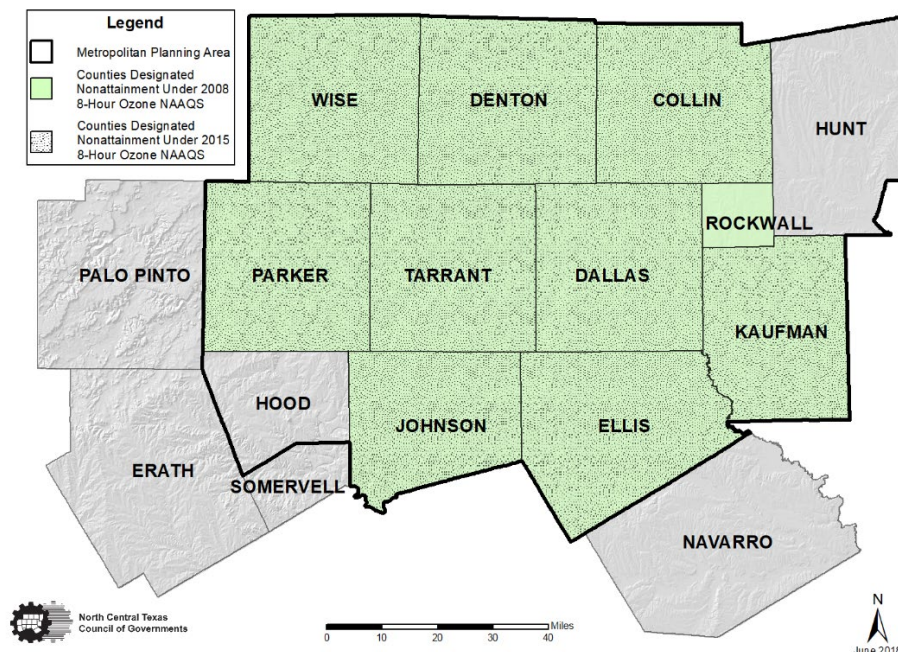 Legend
Metropolitan Planning Area
Counties Designated
Nonattainment Under 2008
8-Hour Ozone NAAQS
Counties Designated
Nonattainment Under 2015
8-Hour Ozone NAAQS
WISE
DENTON
COLLIN
HUNT
ROCKWALL
PALO PINTO
PARKER
TARRANT
DALLAS
KAUFMAN
HOOD
JOHNSON
ELLIS
ERATH
SOMERVELL
NAVARRO
North Central Texas
Council of Governments
Miles
0 10 20 30 40
N
June 2018